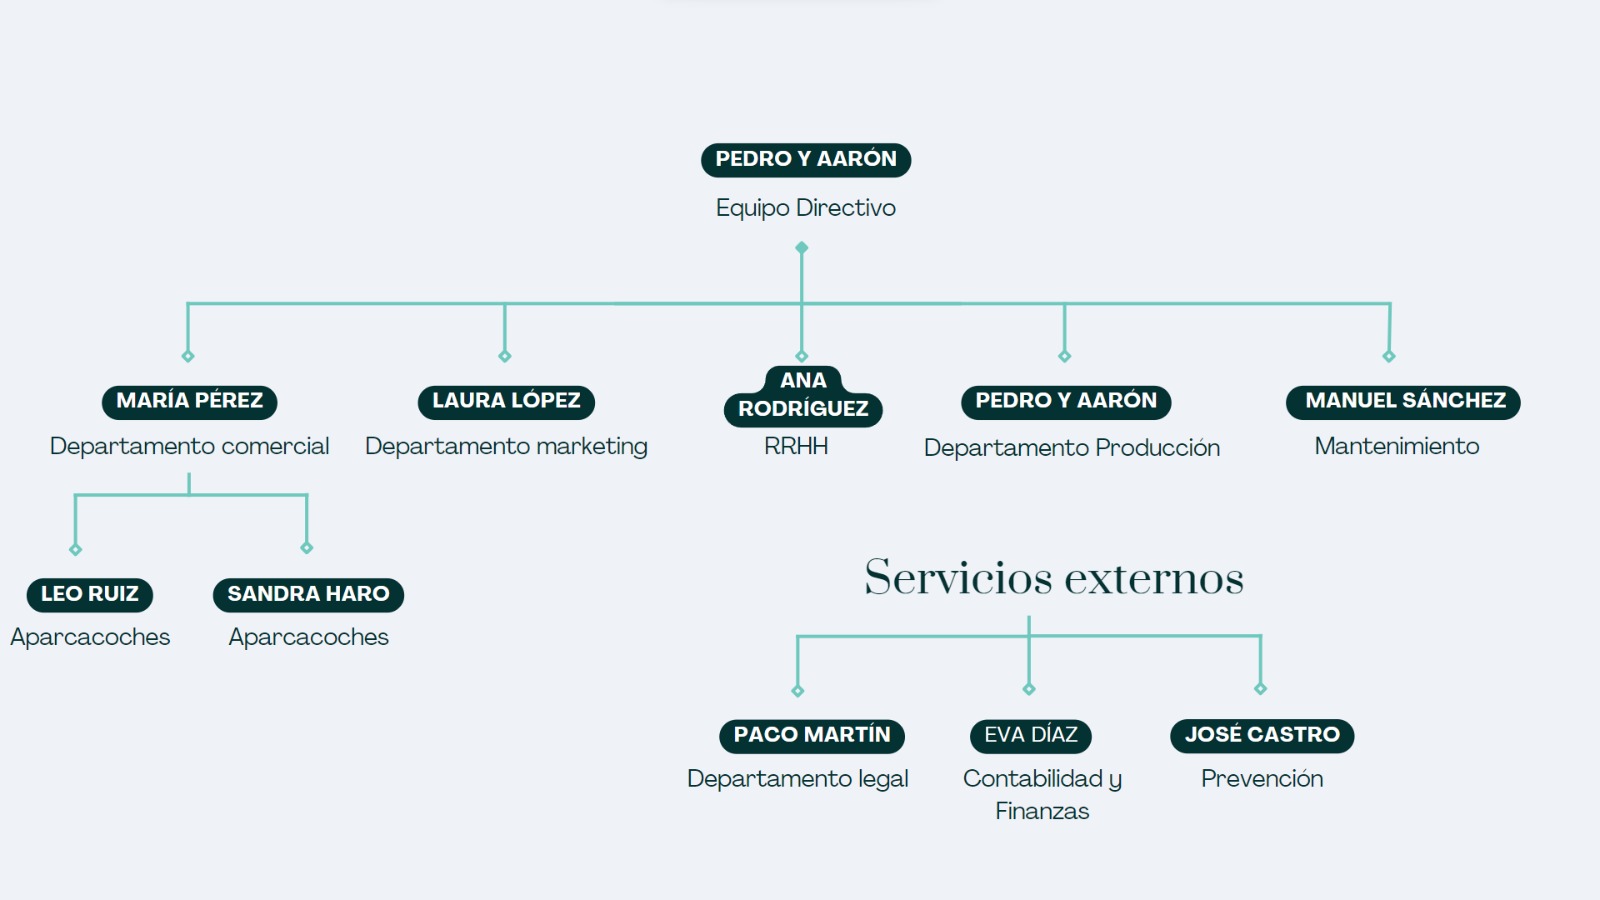 PEDRO Y AARÓN
Equipo Directivo
MARÍA PÉREZ
Departamento comercial
LAURA LÓPEZ
Departamento marketing
ANA
RODRÍGUEZ
RRHH
PEDRO Y AARÓN
Departamento Producción
MANUEL SÁNCHEZ
Mantenimiento
LEO RUIZ
Aparcacoches
SANDRA HARO
Aparcacoches
Servicios externos
PACO MARTÍN
Departamento legal
EVA DÍAZ
Contabilidad y
Finanzas
JOSÉ CASTRO
Prevención